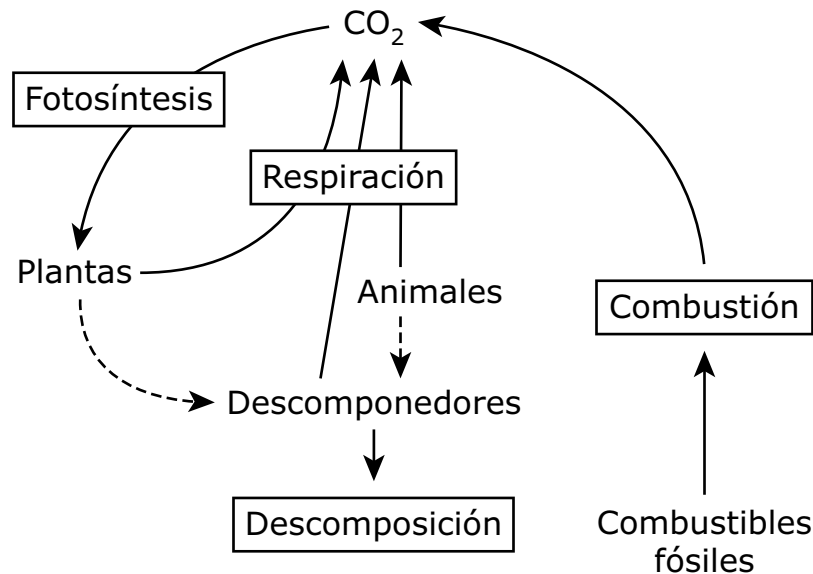 CO₂
Fotosíntesis
Respiración
Plantas
Animales
Combustión
Descomponedores
Descomposición
Combustibles
fósiles